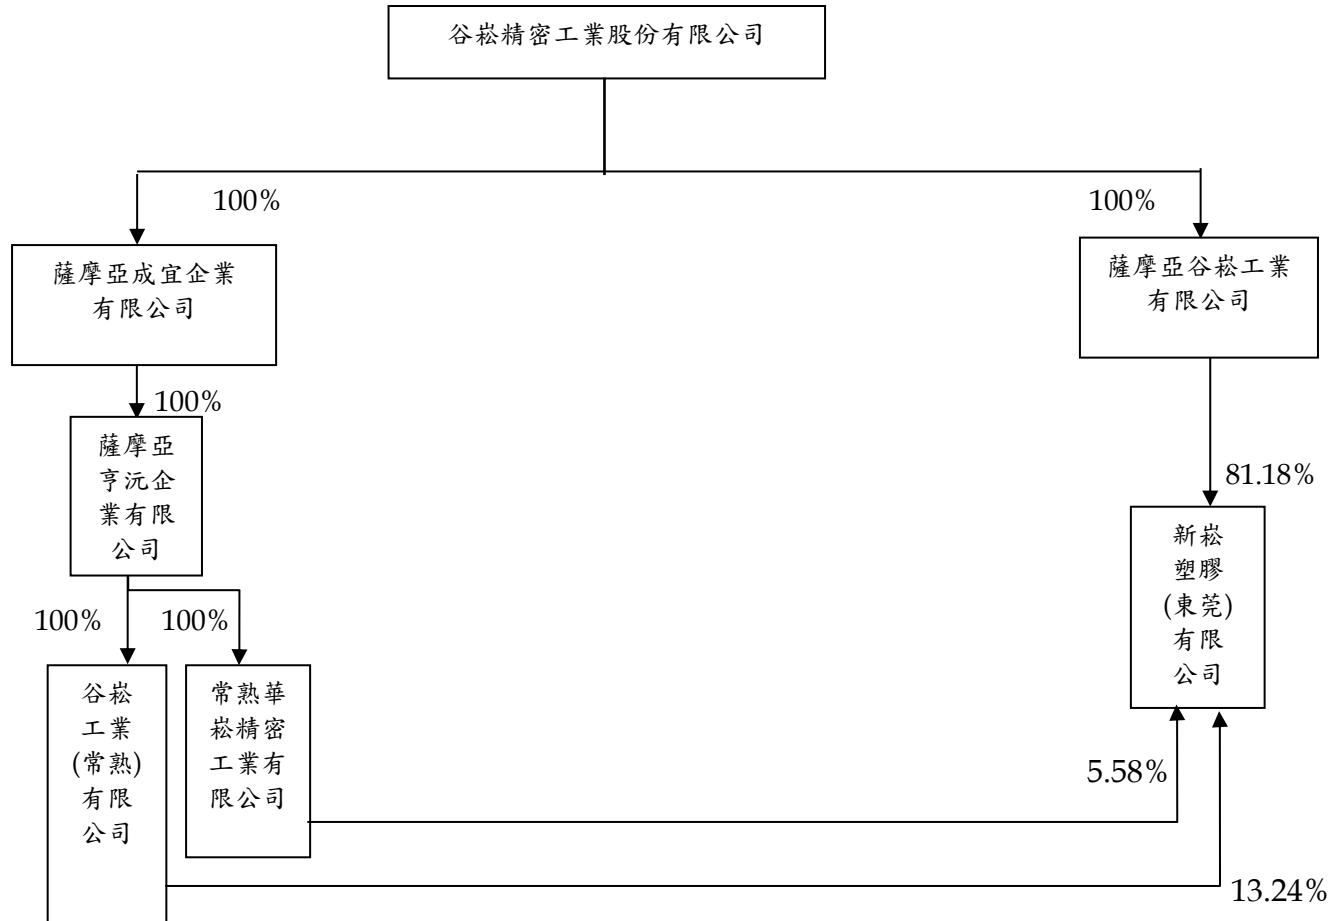 谷崧精密工業股份有限公司
100%
100%
薩摩亞成宜企業
有限公司
薩摩亞谷崧工業
有限公司
100%
薩摩亞
亨沅企
業有限
公司
81.18%
新崧
塑膠
(東莞)
有限
公司
100%
100%
谷崧
工業
(常熟)
有限
公司
常熟華
崧精密
工業有
限公司
5.58%
13.24%